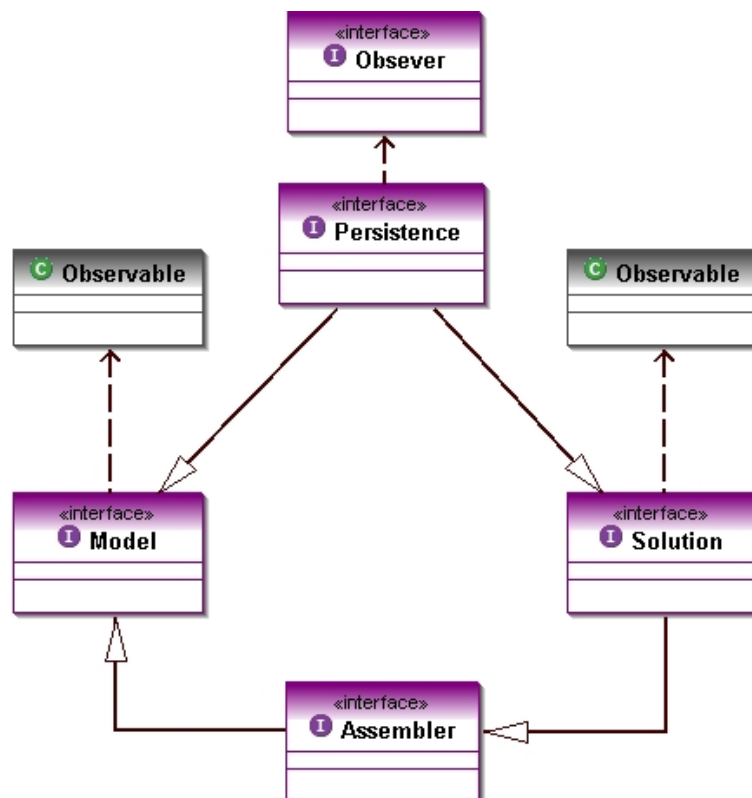 «interface»
I Obsever
«interface»
I Persistence
C Observable
C Observable
«interface»
I Model
«interface»
I Solution
«interface»
I Assembler